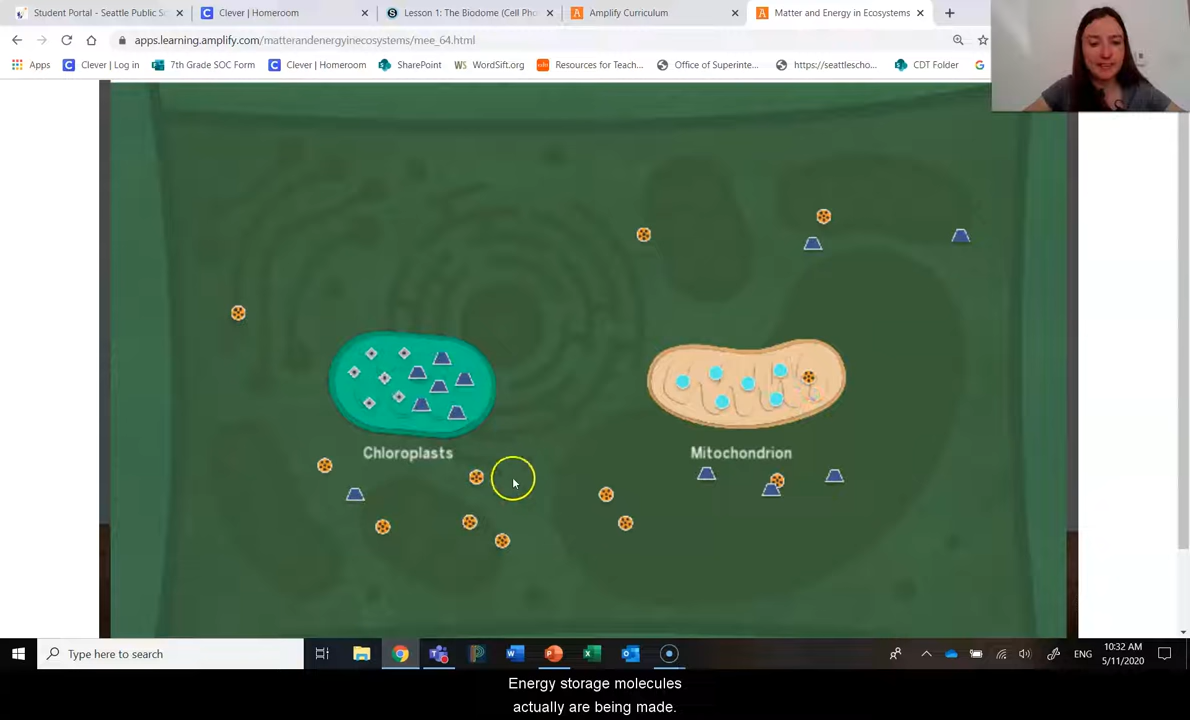 Student Portal - Seattle Public Sc
Clever | Homeroom
Lesson 1: The Biodome (Cell Pho
Amplify Curriculum
Matter and Energy in Ecosystems
apps.learning.amplify.com/matterandenergyinecosystems/mee_64.html
Apps
Clever | Log in
7th Grade SOC Form
Clever | Homeroom
SharePoint
WS WordSift.org
Resources for Teac...
Office of Superinte...
https://seattlescho...
CDT Folder
Chloroplasts
Mitochondrion
Type here to search
ENG
10:32 AM
5/11/2020
Energy storage molecules
actually are being made.